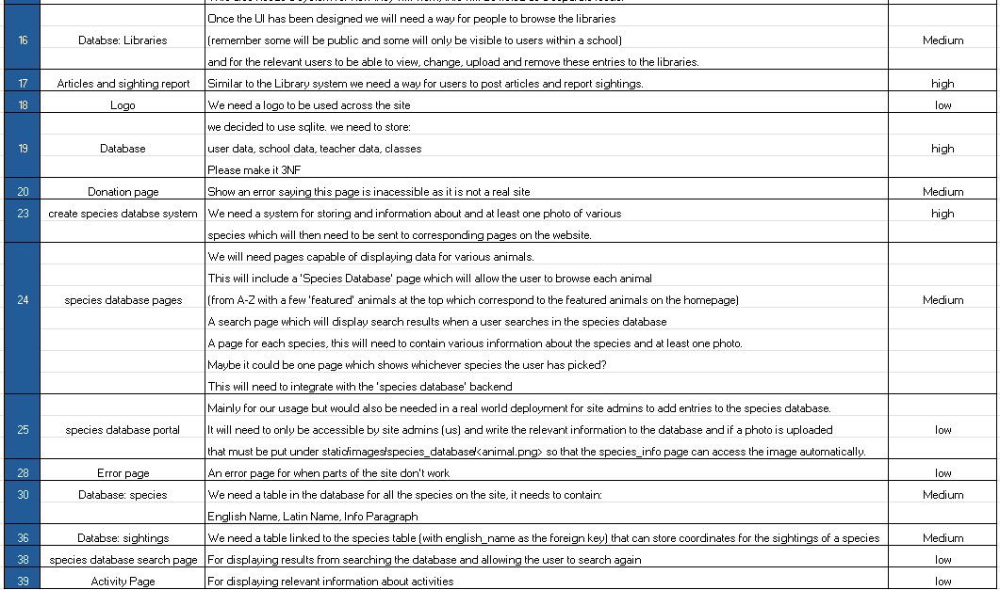 Once the UI has been designed we will need a way for people to browse the libraries
16 Databse: Libraries (remember some will be public and some will only be visible to users within a school) Medium
and for the relevant users to be able to view, change, upload and remove these entries to the libraries.
17 Articles and sighting report Similar to the Library system we need a way for users to post articles and report sightings. high
18 Logo We need a logo to be used across the site low
we decided to use sqlite. we need to store:
19 Database user data, school data, teacher data, classes high
Please make it 3NF
20 Donation page Show an error saying this page is inacessible as it is not a real site Medium
23 create species databse system We need a system for storing and information about and at least one photo of various high
species which will then need to be sent to corresponding pages on the website.
We will need pages capable of displaying data for various animals.
This will include a 'Species Database' page which will allow the user to browse each animal
24 species database pages (from A-Z with a few 'featured' animals at the top which correspond to the featured animals on the homepage) Medium
A search page which will display search results when a user searches in the species database
A page for each species, this will need to contain various information about the species and at least one photo.
Maybe it could be one page which shows whichever species the user has picked?
This will need to integrate with the 'species database' backend
Mainly for our usage but would also be needed in a real world deployment for site admins to add entries to the species database.
25 species database portal It will need to only be accessible by site admins (us) and write the relevant information to the database and if a photo is uploaded low
that must be put under static/images/species_database/<animal.png> so that the species_info page can access the image automatically.
28 Error page An error page for when parts of the site don't work low
30 Database: species We need a table in the database for all the species on the site, it needs to contain: Medium
English Name, Latin Name, Info Paragraph
36 Databse: sightings We need a table linked to the species table (with english_name as the foreign key) that can store coordinates for the sightings of a species Medium
38 species database search page For displaying results from searching the database and allowing the user to search again low
39 Activity Page For displaying relevant information about activities low